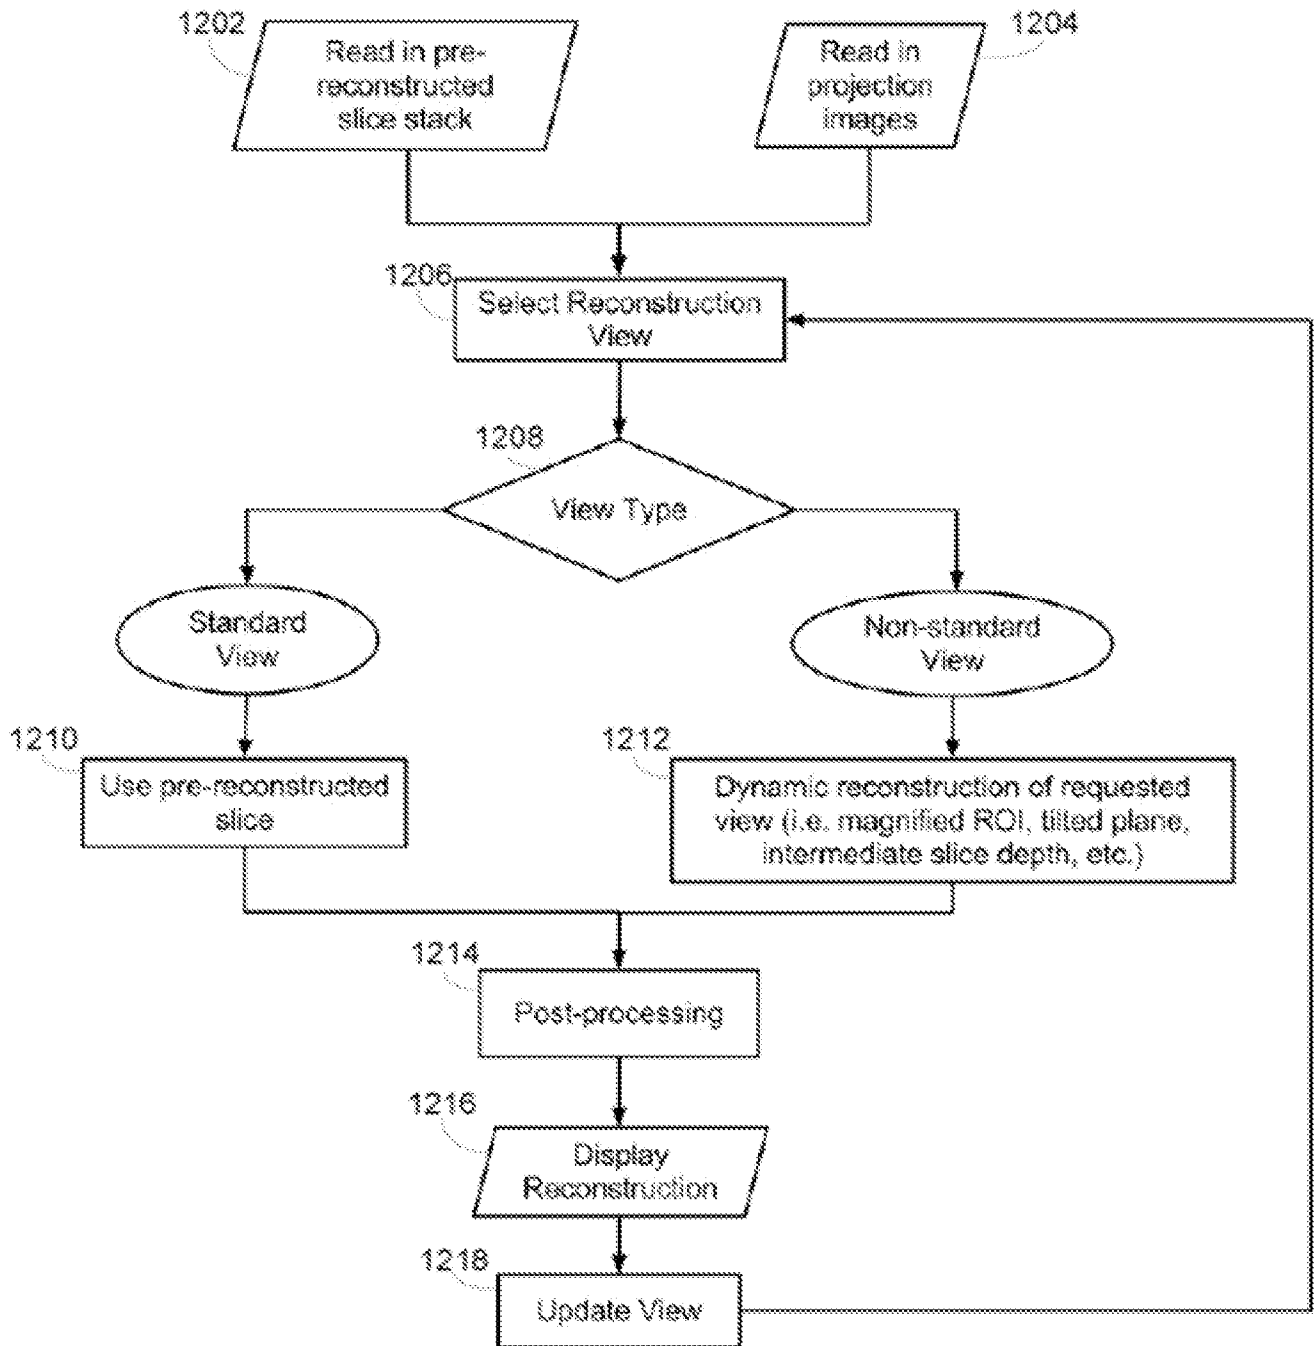 1202
Read in pre-
reconstructed
slice stack
1204
Read in
projection
images
1206
Select Reconstruction
View
1208
View Type
Standard
View
Non-standard
View
1210
Use pre-reconstructed
slice
1212
Dynamic reconstruction of requested
view (i.e. magnified ROI, tilted plane,
intermediate slice depth, etc.)
1214
Post-processing
1216
Display
Reconstruction
1218
Update View